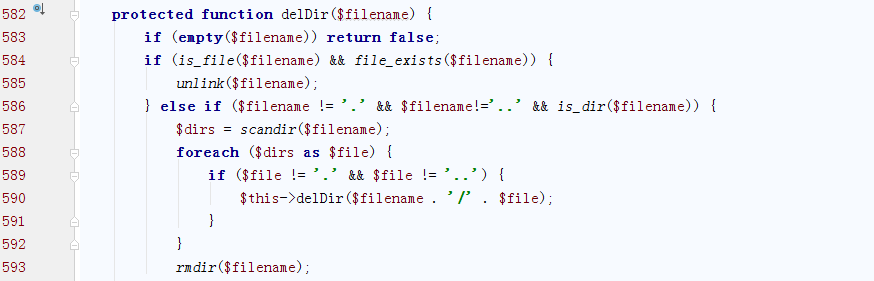 582 protected function delDir($filename) {
583 if (empty($filename)) return false;
584 if (is_file($filename) && file_exists($filename)) {
585 unlink($filename);
586 } else if ($filename != '.' && $filename!='..' && is_dir($filename)) {
587 $dirs = scandir($filename);
588 foreach ($dirs as $file) {
589 if ($file != '.' && $file != '..') {
590 $this->delDir($filename . '/' . $file);
591 }
592 }
593 rmdir($filename);